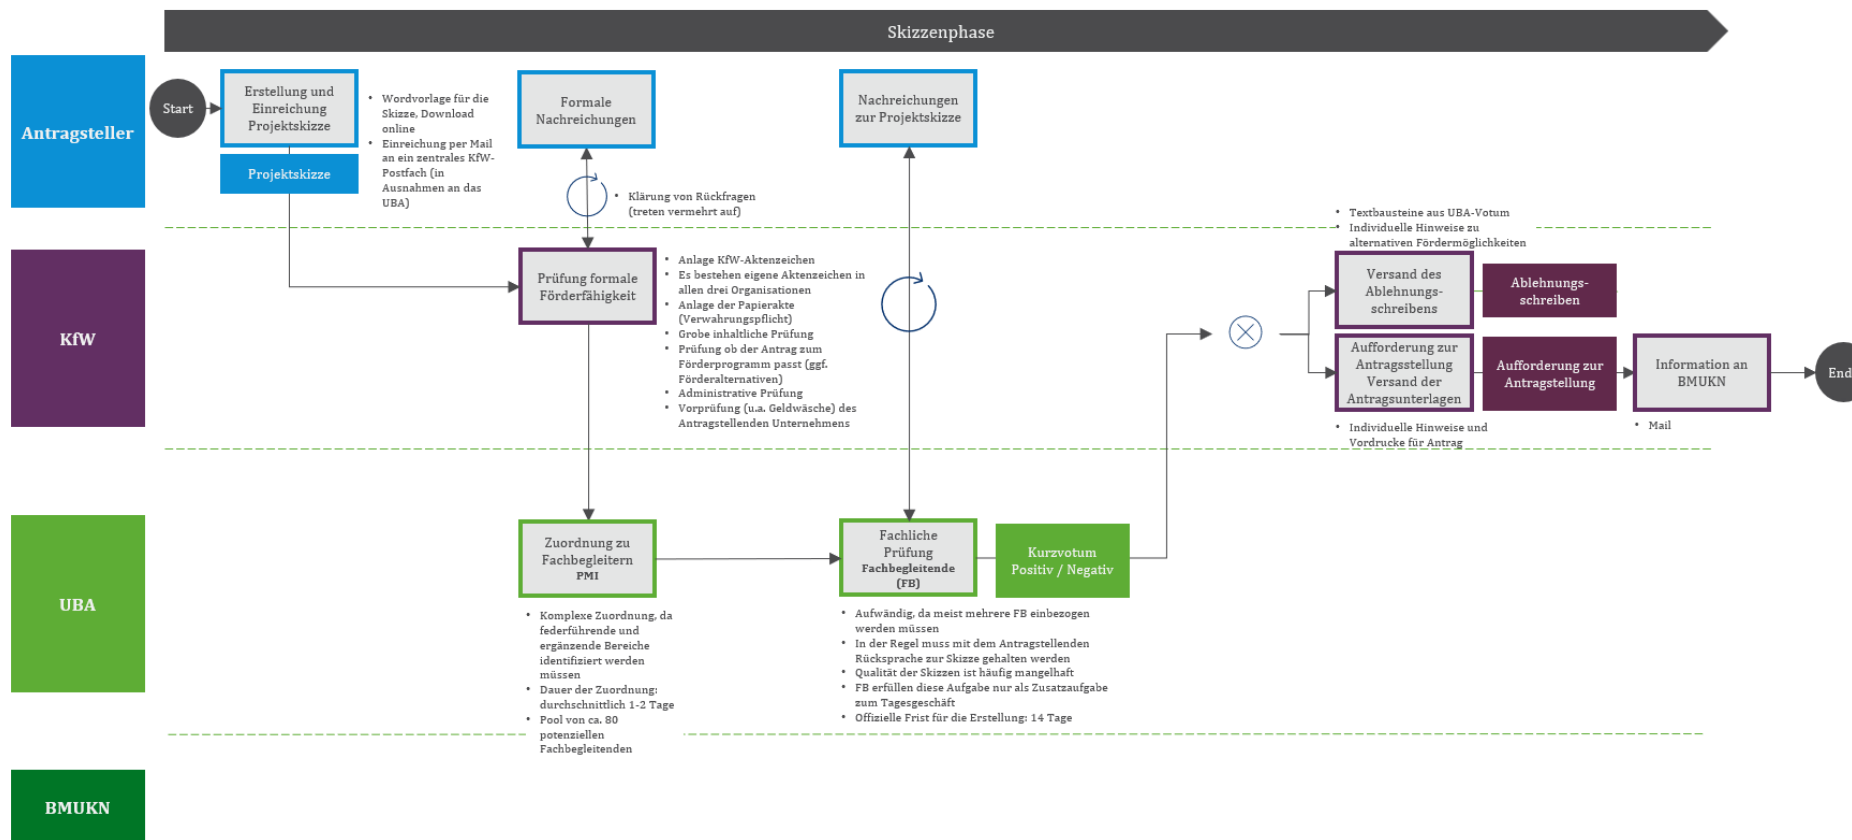 Skizzenphase
Antragsteller
Start
Erstellung und
Einreichung
Projektskizze
Projektskizze
• Wordvorlage für die
Skizze, Download
online
• Einreichung per Mail
an ein zentrales KfW-
Postfach (in
Ausnahmen an das
UBA)
Formale
Nachreichungen
• Klärung von Rückfragen
(treten vermehrt auf)
Nachreichungen
zur Projektskizze
KfW
Prüfung formale
Förderfähigkeit
• Anlage KfW-Aktenzeichen
• Es bestehen eigene Aktenzeichen in
allen drei Organisationen
• Anlage der Papierakte
(Verwahrungspflicht)
• Grobe inhaltliche Prüfung
• Prüfung ob der Antrag zum
Förderprogramm passt (ggf.
Förderalternativen)
• Administrative Prüfung
• Vorprüfung (u.a. Geldwäsche) des
Antragstellenden Unternehmens
• Textbausteine aus UBA-Votum
• Individuelle Hinweise zu
alternativen Fördermöglichkeiten
Versand des
Ablehnungs-
schreibens
Ablehnungs-
schreiben
Aufforderung zur
Antragsstellung
Versand der
Antragsunterlagen
Aufforderung zur
Antragstellung
• Individuelle Hinweise und
Vordrucke für Antrag
Information an
BMUKN
• Mail
End
UBA
Zuordnung zu
Fachbegleitern
PMI
• Komplexe Zuordnung, da
federführende und
ergänzende Bereiche
identifiziert werden
müssen
• Dauer der Zuordnung:
durchschnittlich 1-2 Tage
• Pool von ca. 80
potenziellen
Fachbegleitenden
Fachliche
Prüfung
Fachbegleitende
(FB)
Kurzvotum
Positiv / Negativ
• Aufwändig, da meist mehrere FB einbezogen
werden müssen
• In der Regel muss mit dem Antragstellenden
Rücksprache zur Skizze gehalten werden
• Qualität der Skizzen ist häufig mangelhaft
• FB erfüllen diese Aufgabe nur als Zusatzaufgabe
zum Tagesgeschäft
• Offizielle Frist für die Erstellung: 14 Tage
BMUKN